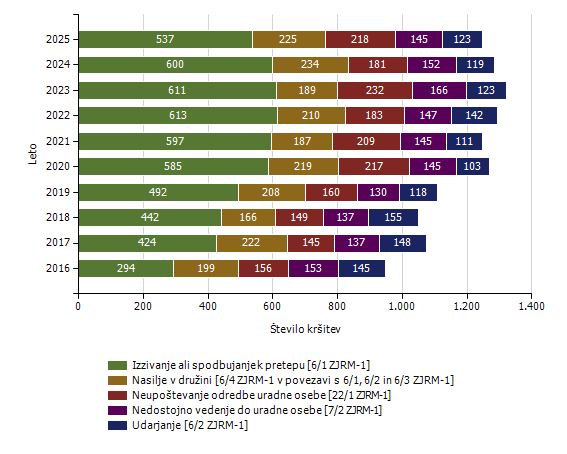 2025 537 225 218 145 123
2024 600 234 181 152 119
2023 611 189 232 166 123
2022 613 210 183 147 142
2021 597 187 209 145 111
2020 585 219 217 145 103
2019 492 208 160 130 118
2018 442 166 149 137 155
2017 424 222 145 137 148
2016 294 199 156 153 145
Leto
0 200 400 600 800 1.000 1.200 1.400
Število kršitev
Izzivanje ali spodbujanje k pretepu [6/1 ZJRM-1]
Nasilje v družini [6/4 ZJRM-1 v povezavi s 6/1, 6/2 in 6/3 ZJRM-1]
Neupoštevanje odredbe uradne osebe [22/1 ZJRM-1]
Nedostojno vedenje do uradne osebe [7/2 ZJRM-1]
Udarjanje [6/2 ZJRM-1]